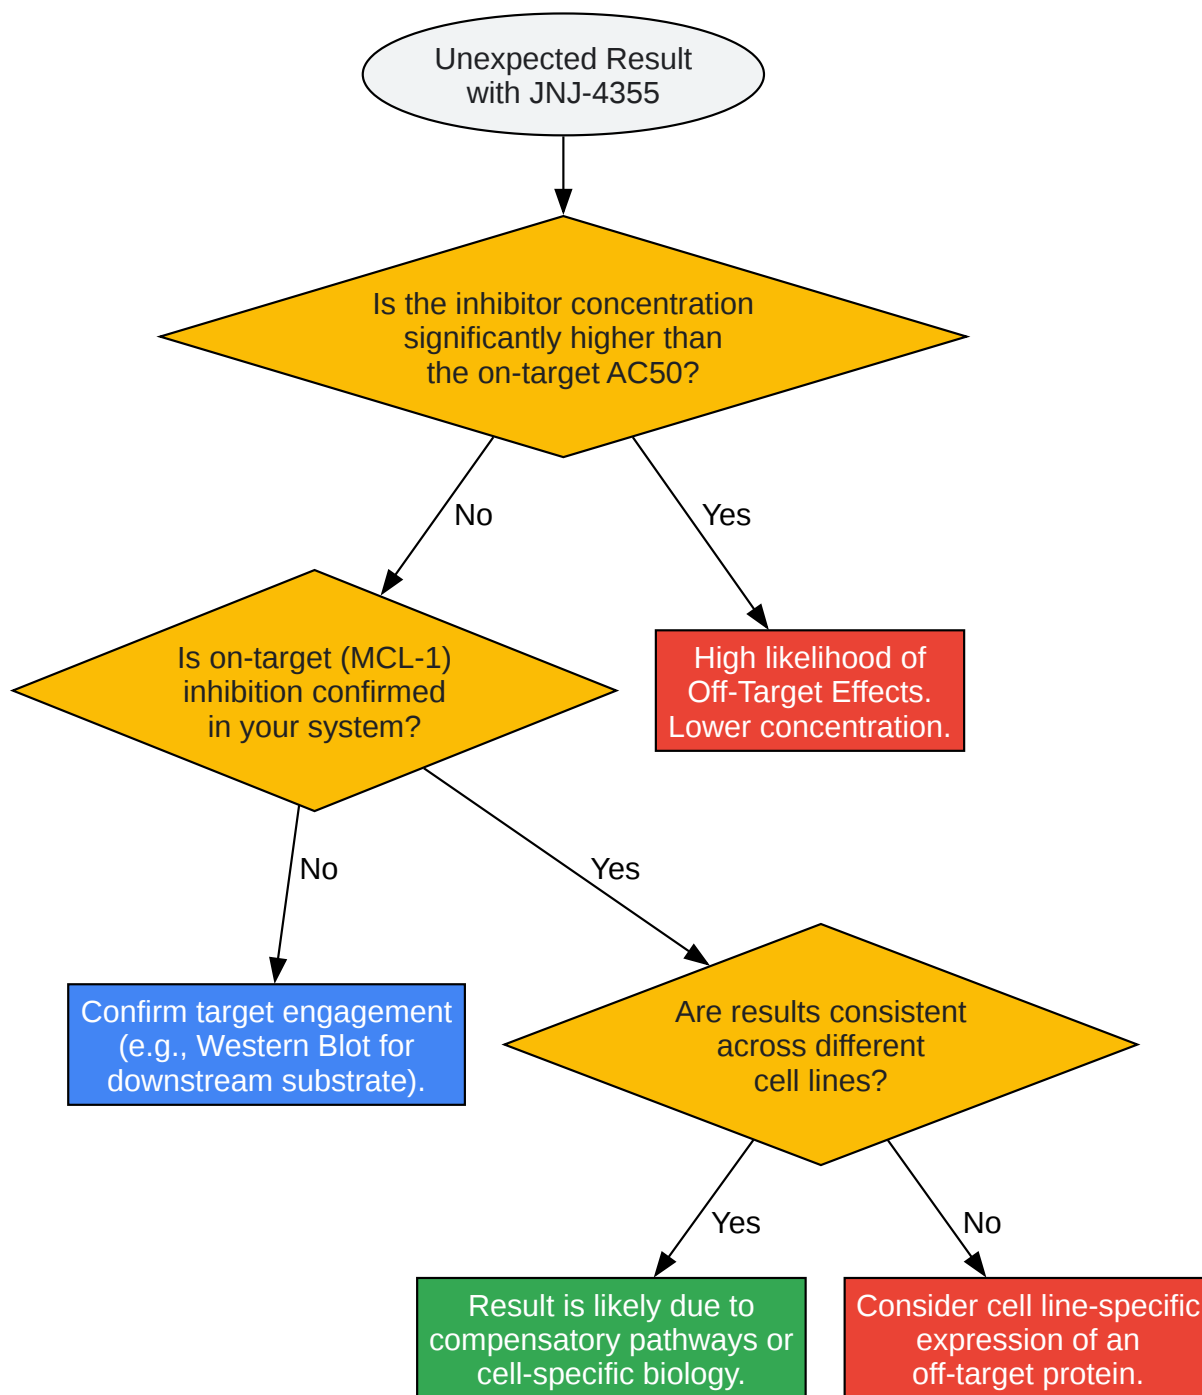 Unexpected Result
with JNJ-4355
Is the inhibitor concentration
significantly higher than
the on-target AC50?
No
Yes
Is on-target (MCL-1)
inhibition confirmed
in your system?
High likelihood of
Off-Target Effects.
Lower concentration.
No
Yes
Confirm target engagement
(e.g., Western Blot for
downstream substrate).
Are results consistent
across different
cell lines?
Yes
No
Result is likely due to
compensatory pathways or
cell-specific biology.
Consider cell line-specific
expression of an
off-target protein.